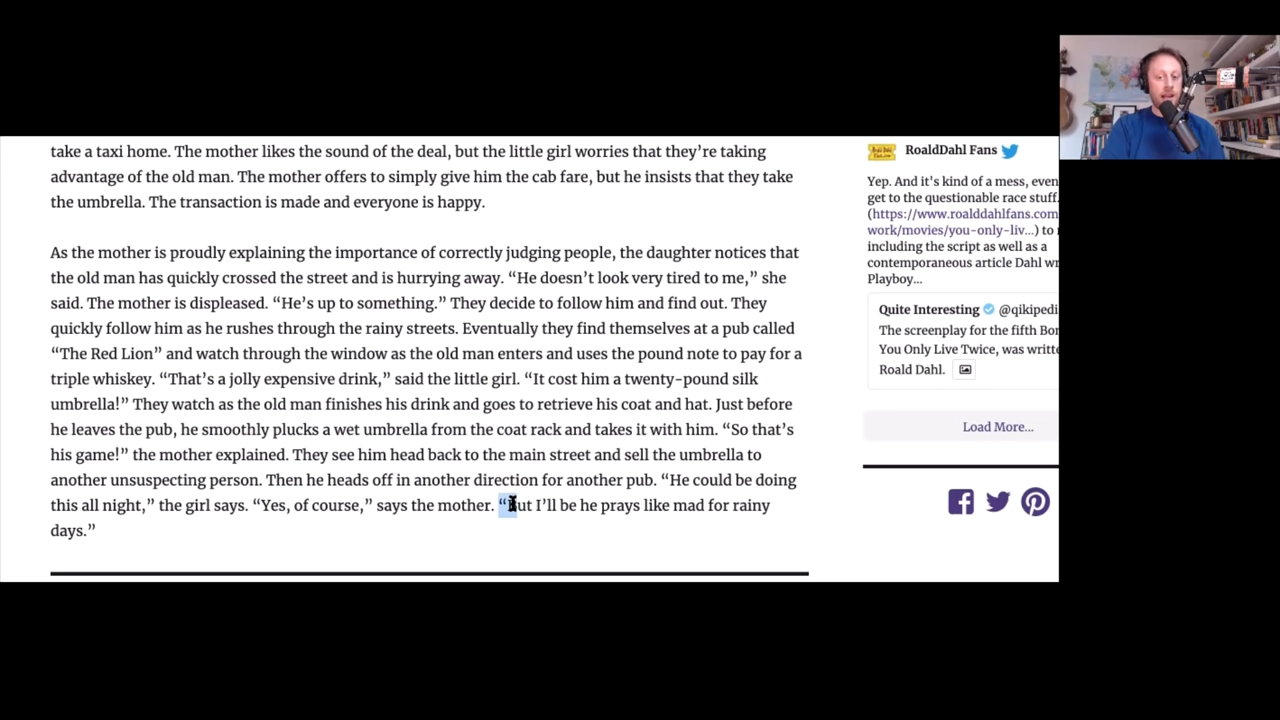 take a taxi home. The mother likes the sound of the deal, but the little girl worries that they’re taking
advantage of the old man. The mother offers to simply give him the cab fare, but he insists that they take
the umbrella. The transaction is made and everyone is happy.
As the mother is proudly explaining the importance of correctly judging people, the daughter notices that
the old man has quickly crossed the street and is hurrying away. “He doesn’t look very tired to me,” she
said. The mother is displeased. “He’s up to something.” They decide to follow him and find out. They
quickly follow him as he rushes through the rainy streets. Eventually they find themselves at a pub called
“The Red Lion” and watch through the window as the old man enters and uses the pound note to pay for a
triple whiskey. “That’s a jolly expensive drink,” said the little girl. “It cost him a twenty-pound silk
umbrella!” They watch as the old man finishes his drink and goes to retrieve his coat and hat. Just before
he leaves the pub, he smoothly plucks a wet umbrella from the coat rack and takes it with him. “So that’s
his game!” the mother explained. They see him head back to the main street and sell the umbrella to
another unsuspecting person. Then he heads off in another direction for another pub. “He could be doing
this all night,” the girl says. “Yes, of course,” says the mother. “But I’ll be he prays like mad for rainy
days.”
RoaldDahl Fans
Yep. And it's kind of a mess, even
get to the questionable race stuff.
(https://www.roalddahlfans.com
work/movies/you-only-liv…) to
including the script as well as a
contemporaneous article Dahl
Playboy…
Quite Interesting @qikipedi
The screenplay for the fifth Bon
You Only Live Twice, was writte
Roald Dahl.
Load More…